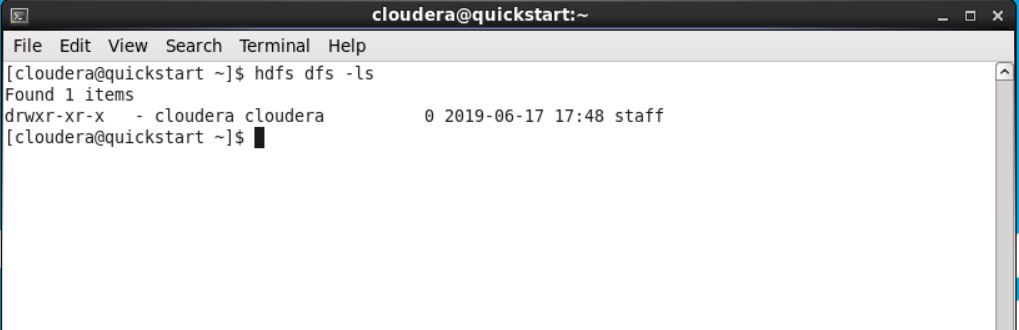 cloudera@quickstart:~
File Edit View Search Terminal Help
[cloudera@quickstart ~]$ hdfs dfs -ls
Found 1 items
drwxr-xr-x   - cloudera cloudera          0 2019-06-17 17:48 staff
[cloudera@quickstart ~]$